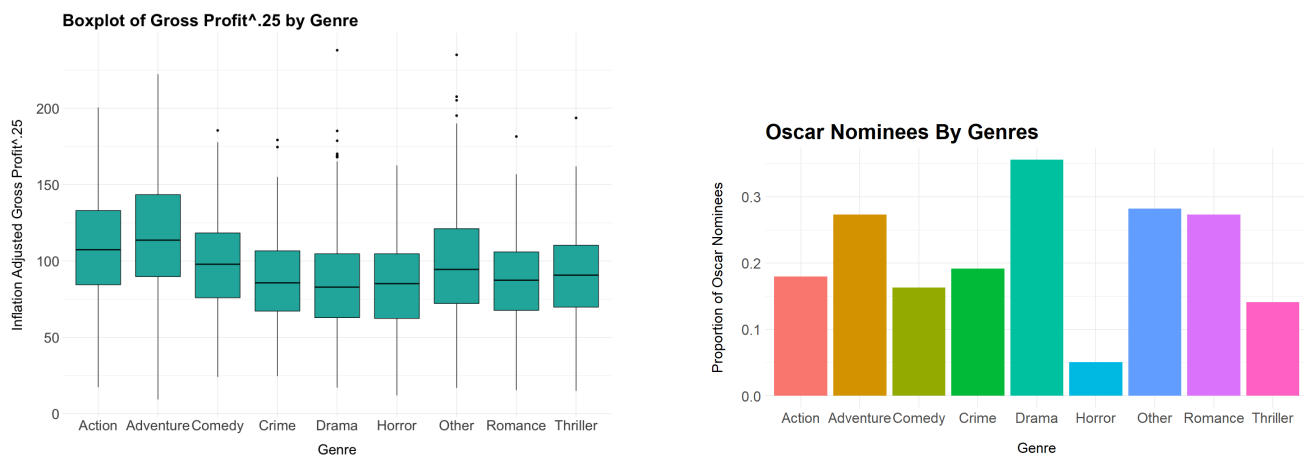 Boxplot of Gross Profit^.25 by Genre
Inflation Adjusted Gross Profit^.25
200
150
100
50
0
Action Adventure Comedy Crime Drama Horror Other Romance Thriller
Genre
Oscar Nominees By Genres
Proportion of Oscar Nominees
0.3
0.2
0.1
0.0
Action Adventure Comedy Crime Drama Horror Other Romance Thriller
Genre